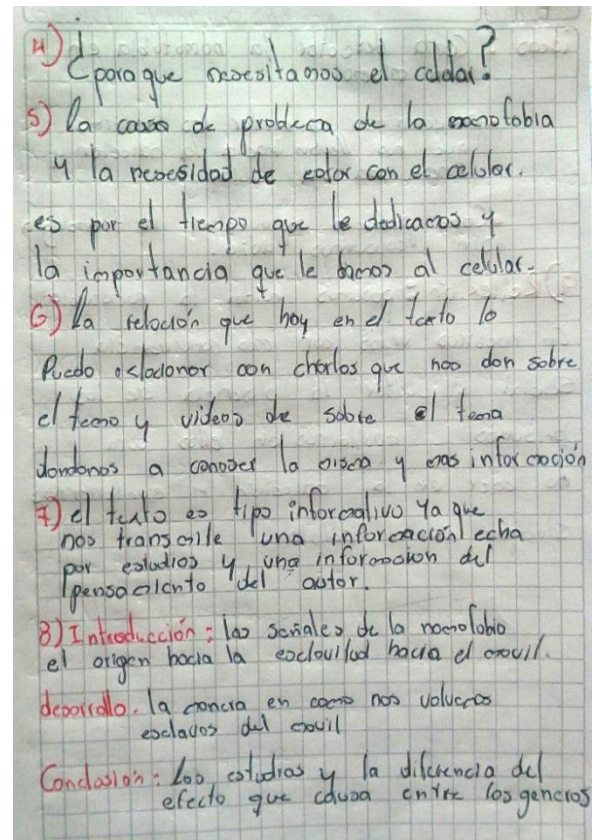 4) ¿para que necesitamos el celular?
5) la causa de problema de la nomofobia
y la necesidad de estar con el celular.
es por el tiempo que le dedicamos y
la importancia que le damos al celular.
6) la relación que hay en el texto lo
Puedo relacionar con charlas que nos dan sobre
el tema y videos de sobre el tema
dandonos a conocer la misma y mas información
7) el texto es tipo informativo ya que
nos transmite una información echa
por estudios y una informasion del
pensamiento del autor.
8) Introducción: las señales de la nomofobia
el origen hacia la esclavitud hacia el movil.
desarrollo. la manera en como nos volvemos
esclavos del movil
Conclusión: Los estudios y la diferencia del
efecto que causa entre los generos